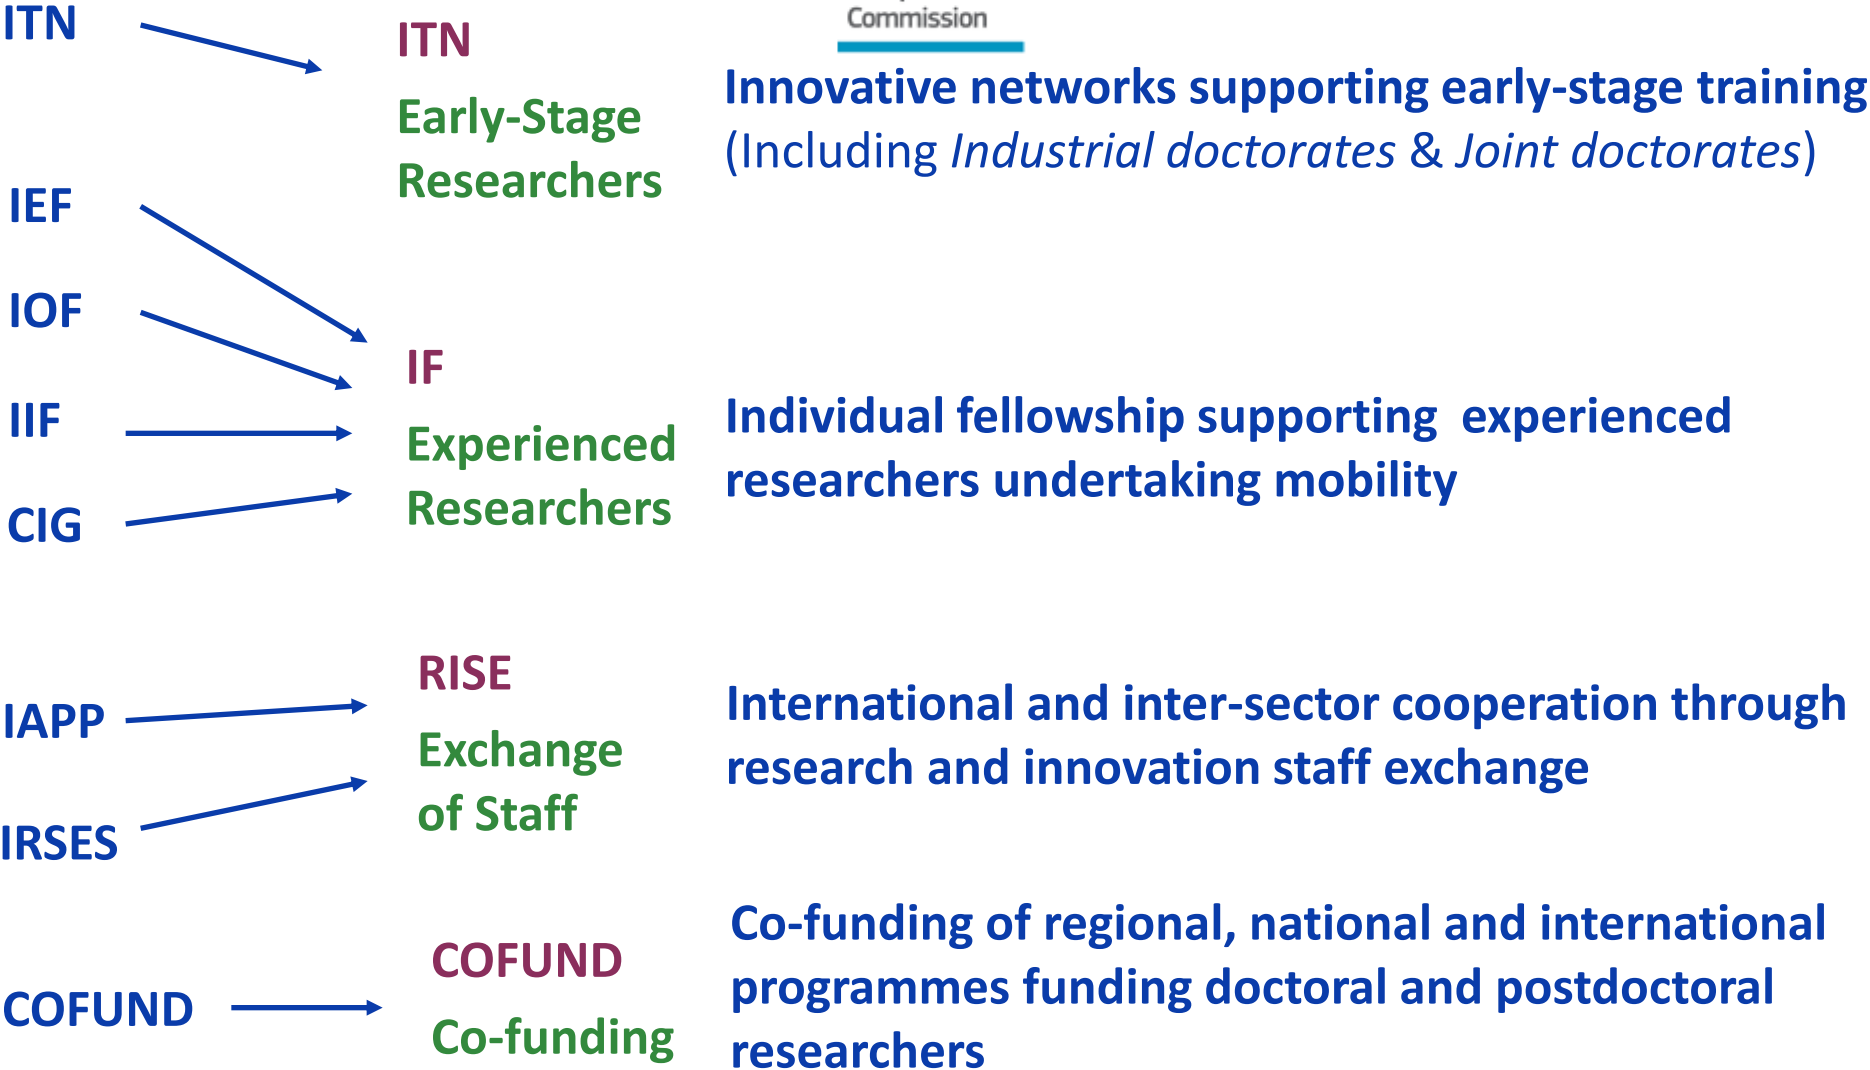 Commission
ITN
ITN
Early-Stage
Researchers
Innovative networks supporting early-stage training
(Including Industrial doctorates & Joint doctorates)
IEF
IOF
IIF
CIG
IF
Experienced
Researchers
Individual fellowship supporting  experienced
researchers undertaking mobility
IAPP
IRSES
RISE
Exchange
of Staff
International and inter-sector cooperation through
research and innovation staff exchange
COFUND
COFUND
Co-funding
Co-funding of regional, national and international
programmes funding doctoral and postdoctoral
researchers